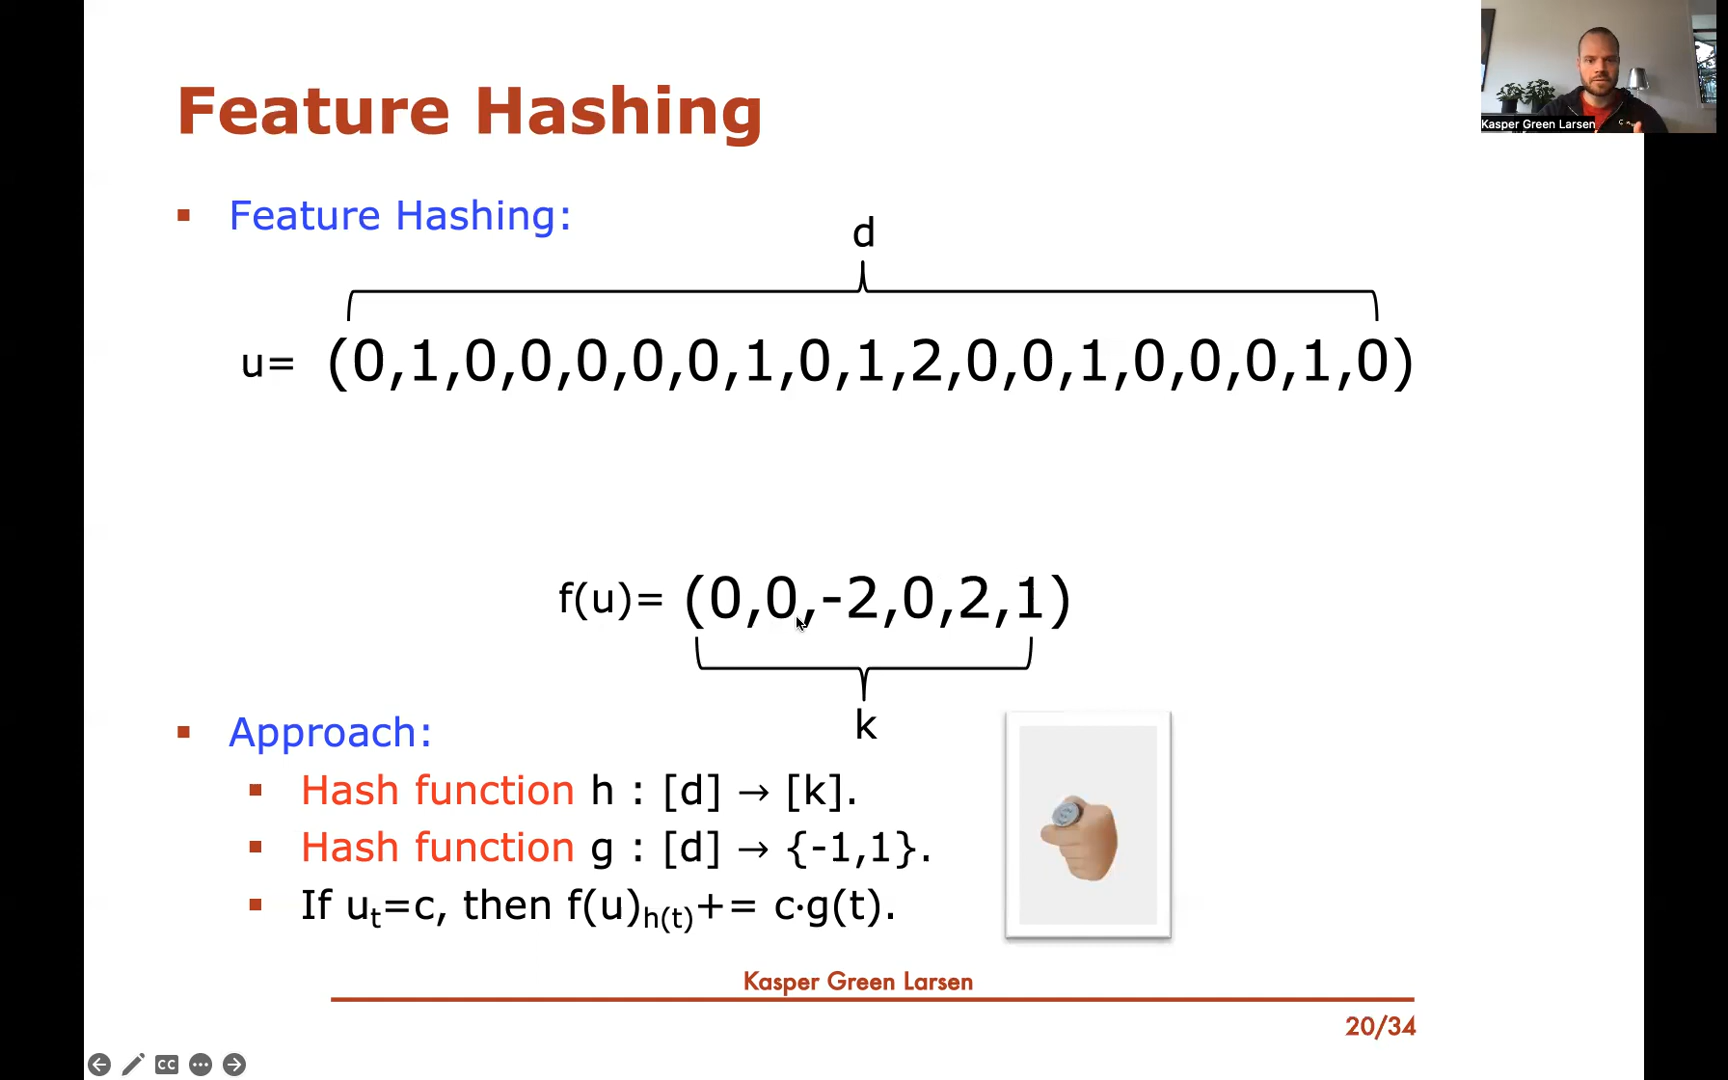 Feature Hashing
Kasper Green Larsen
Feature Hashing:
d
u= (0,1,0,0,0,0,0,1,0,1,2,0,0,1,0,0,0,1,0)
f(u)= (0,0,-2,0,2,1)
k
Approach:
Hash function h : [d] → [k].
Hash function g : [d] → {-1,1}.
If uₜ=c, then f(u)ₕ₍ₜ₎+= c·g(t).
Kasper Green Larsen
20/34
CC